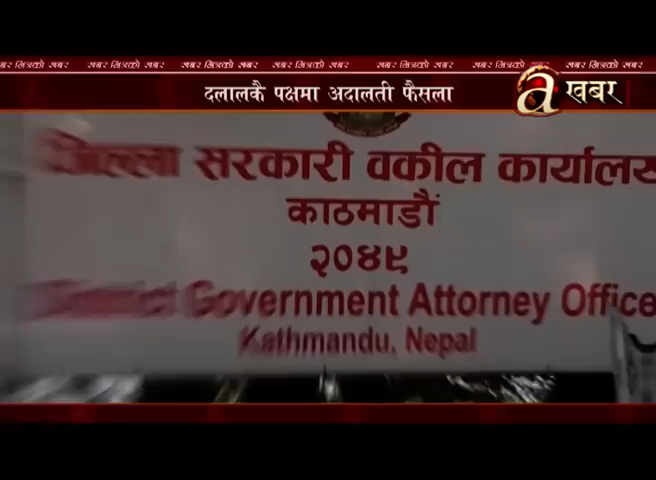 खबर भित्रको खबर खबर भित्रको खबर खबर भित्रको खबर खबर भित्रको खबर खबर भित्रको खबर खबर भित्रको खबर
दलालकै पक्षमा अदालती फैसला
a खबर
जिल्ला सरकारी वकील कार्यालय
काठमाडौं
२०४९
District Government Attorney Office
Kathmandu, Nepal